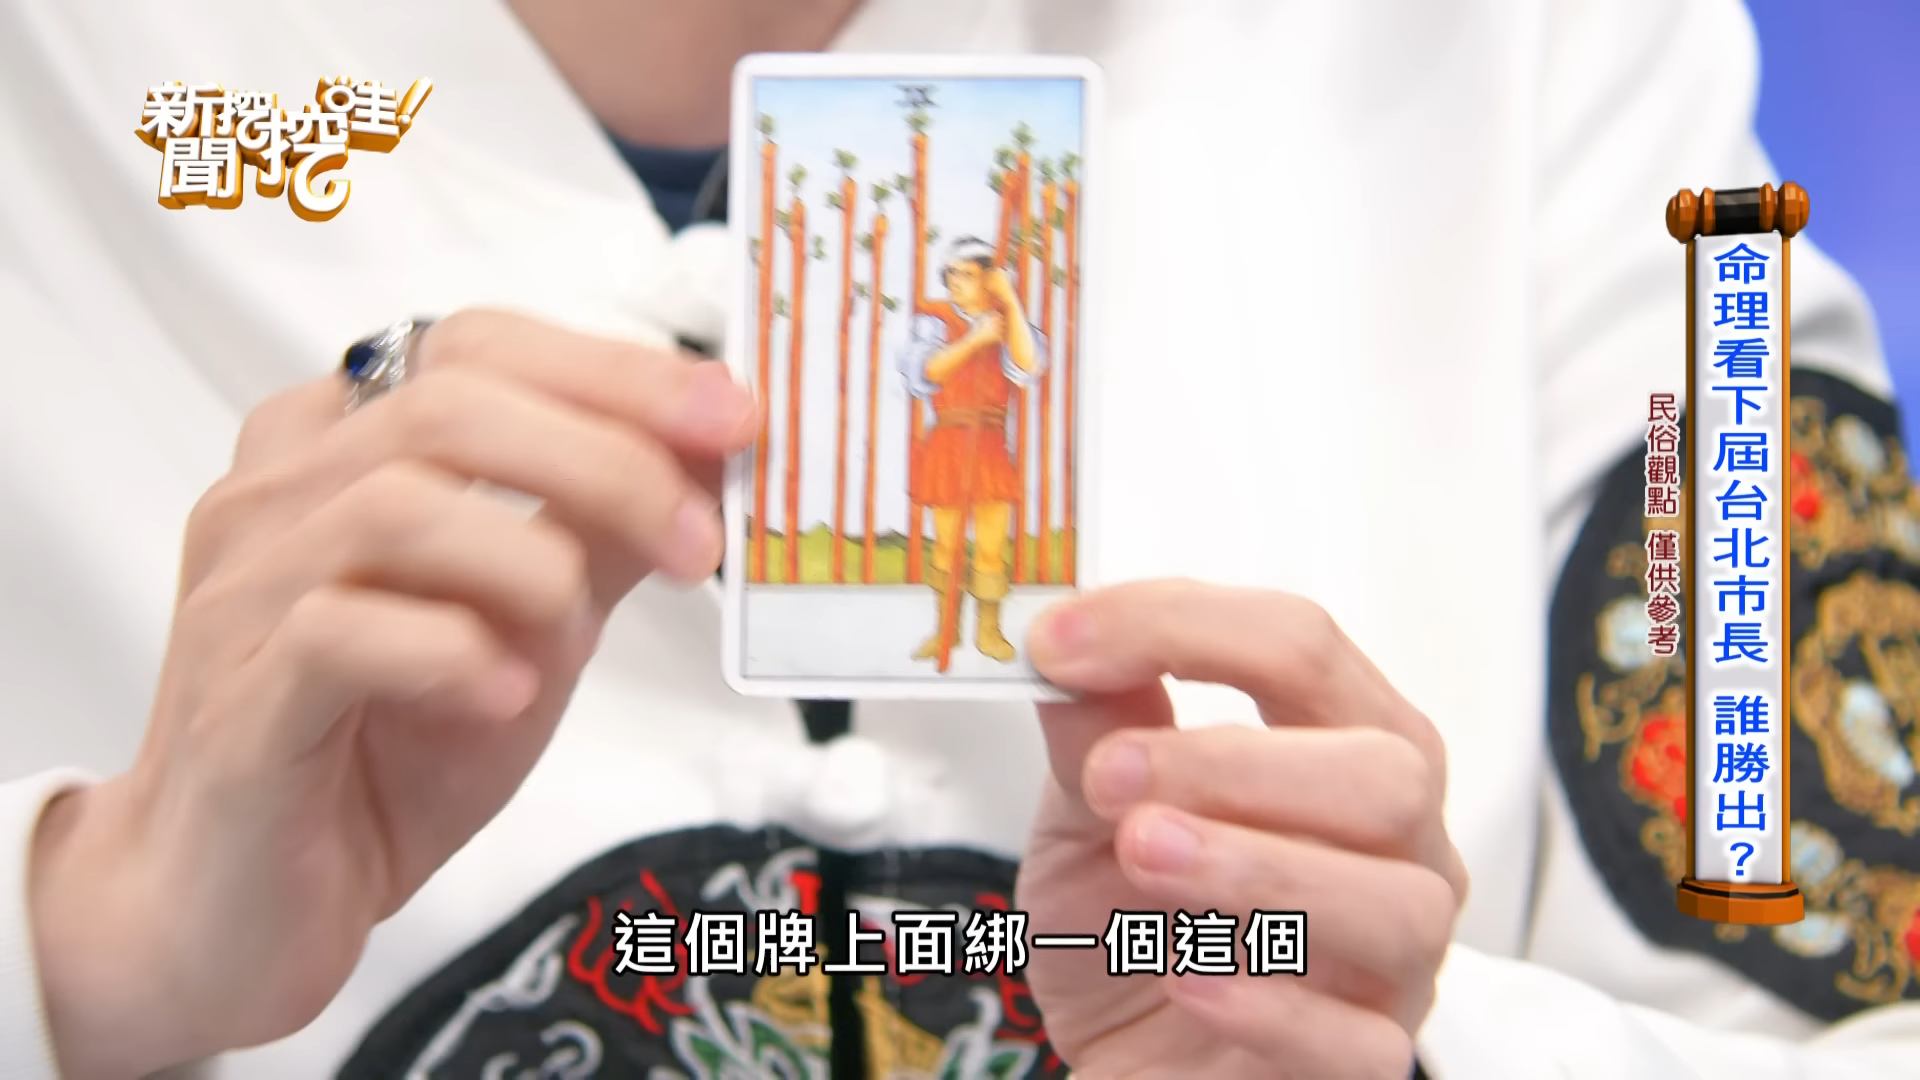 新聞挖挖哇!
命理看下屆台北市長 誰勝出?
民俗觀點 僅供參考
IX
這個牌上面綁一個這個